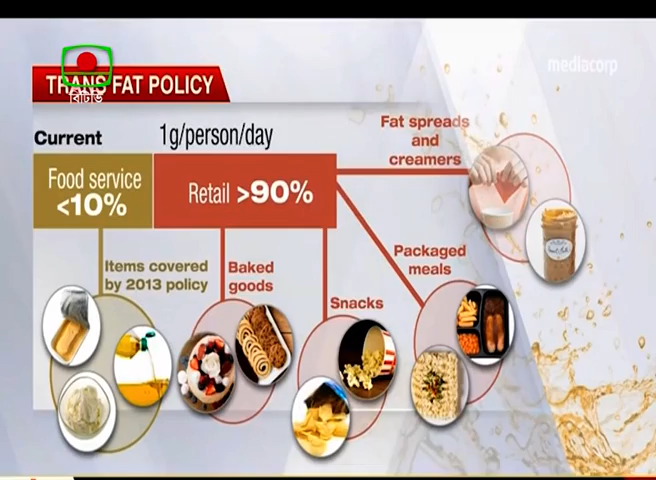 TRANS FAT POLICY
বিটিভি
mediacorp
Current
1g/person/day
Food service
<10%
Retail >90%
Fat spreads
and
creamers
Items covered
by 2013 policy
Baked
goods
Snacks
Packaged
meals